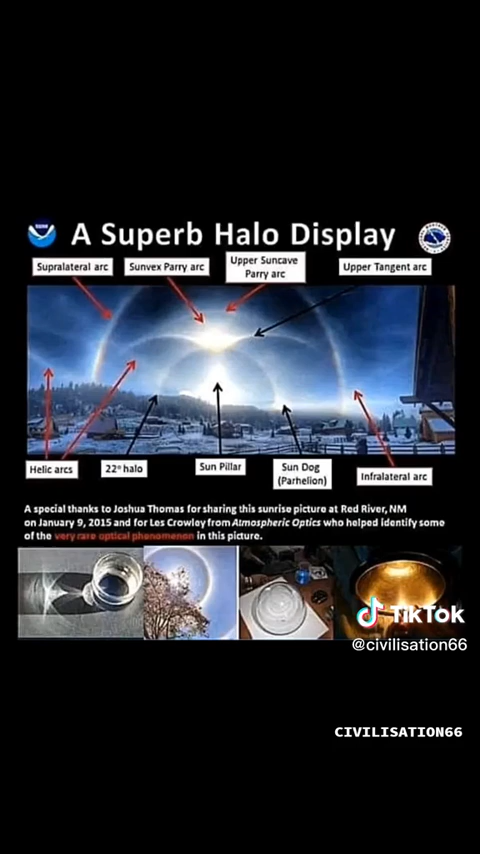 A Superb Halo Display
Supralateral arc
Sunvex Parry arc
Upper Suncave
Parry arc
Upper Tangent arc
Helic arcs
22° halo
Sun Pillar
Sun Dog
(Parhelion)
Infralateral arc
A special thanks to Joshua Thomas for sharing this sunrise picture at Red River, NM
on January 9, 2015 and for Les Crowley from Atmospheric Optics who helped identify some
of the very rare optical phenomenon in this picture.
TikTok
@civilisation66
CIVILISATION66